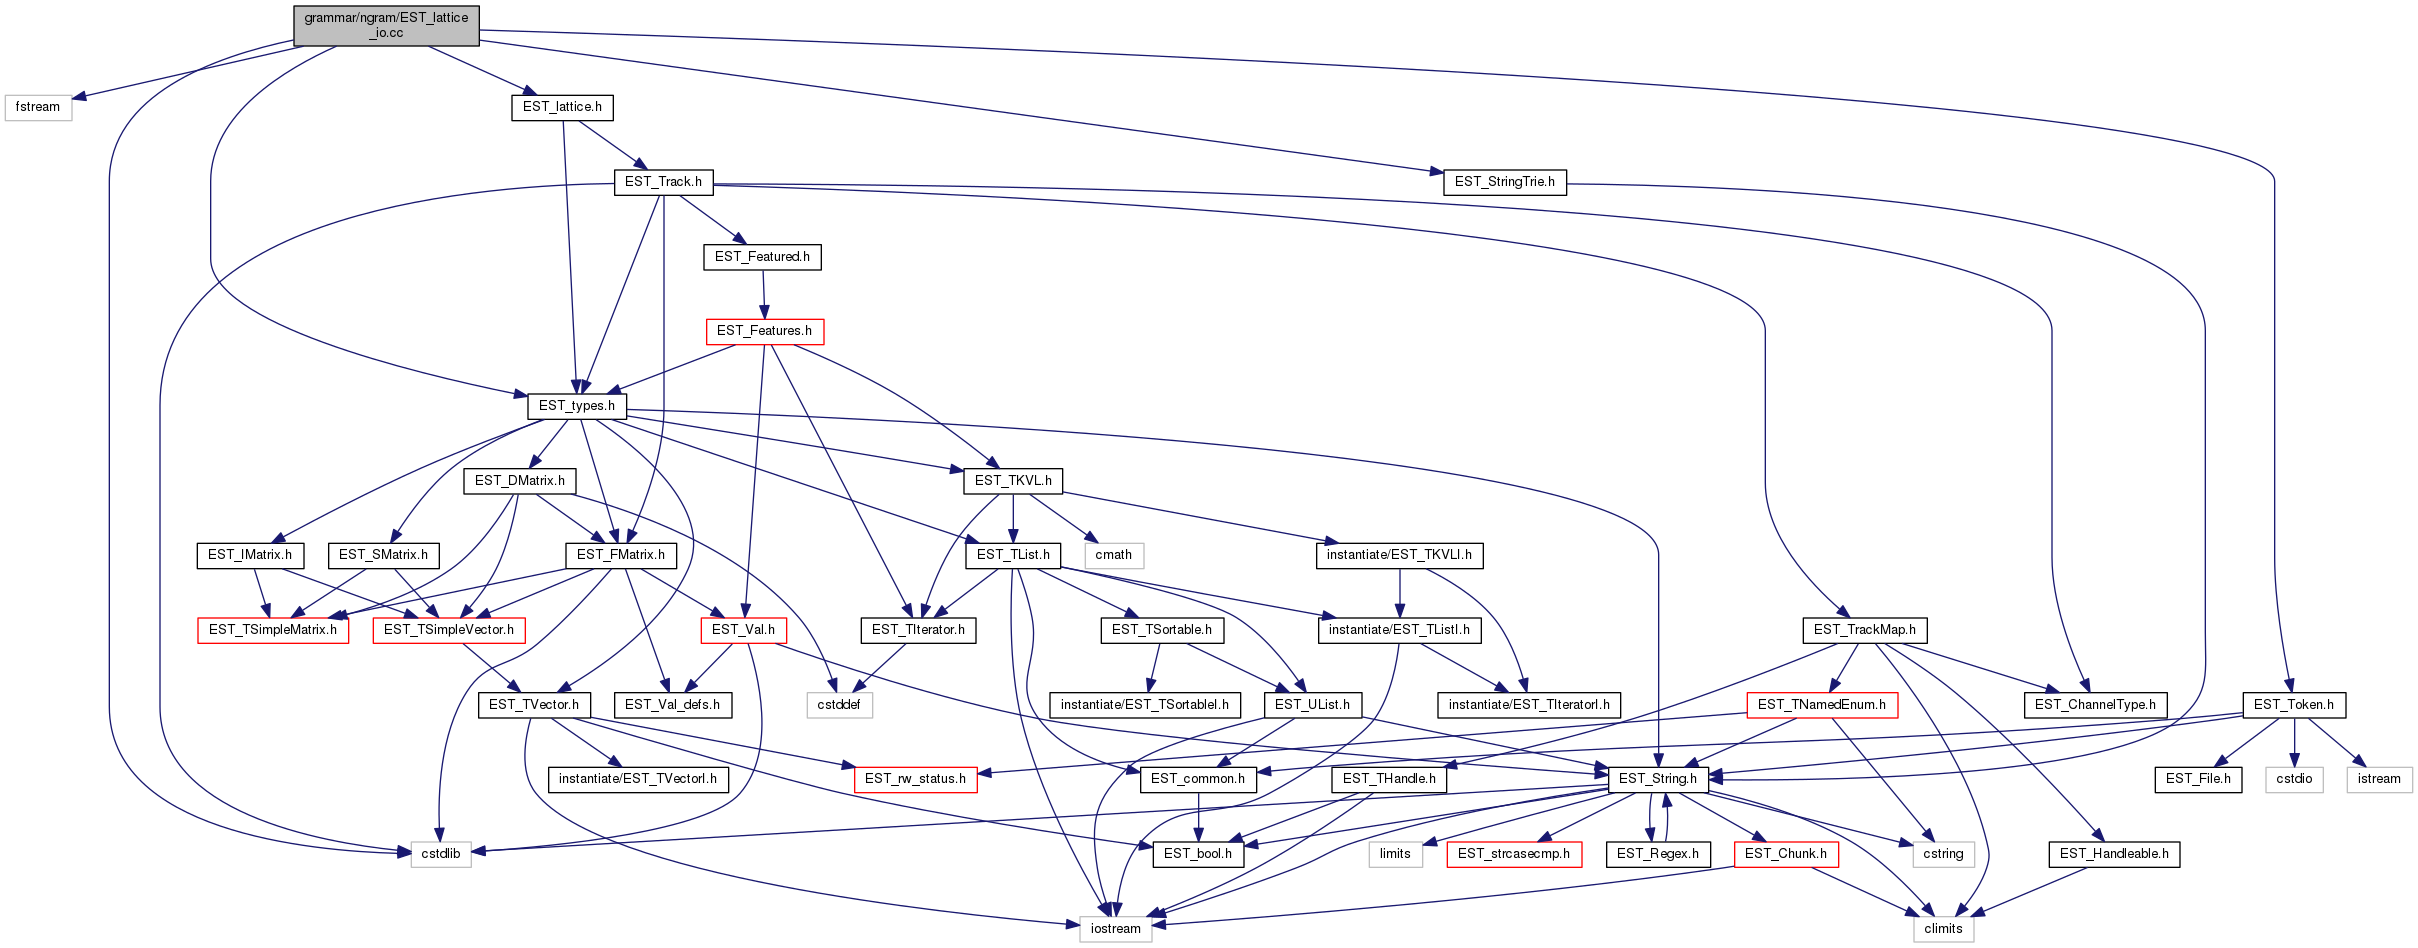 grammar/ngram/EST_lattice
_io.cc
fstream
EST_lattice.h
EST_Track.h
EST_StringTrie.h
EST_Featured.h
EST_Features.h
EST_types.h
EST_DMatrix.h
EST_TKVL.h
EST_IMatrix.h
EST_SMatrix.h
EST_FMatrix.h
EST_TList.h
cmath
instantiate/EST_TKVLI.h
EST_TSimpleMatrix.h
EST_TSimpleVector.h
EST_Val.h
EST_TIterator.h
EST_TSortable.h
instantiate/EST_TListI.h
EST_TrackMap.h
EST_TVector.h
EST_Val_defs.h
cstddef
instantiate/EST_TSortableI.h
EST_UList.h
instantiate/EST_TIteratorI.h
EST_TNamedEnum.h
EST_ChannelType.h
EST_Token.h
instantiate/EST_TVectorI.h
EST_rw_status.h
EST_common.h
EST_THandle.h
EST_String.h
EST_File.h
cstdio
istream
cstdlib
EST_bool.h
limits
EST_strcasecmp.h
EST_Regex.h
EST_Chunk.h
cstring
EST_Handleable.h
iostream
climits